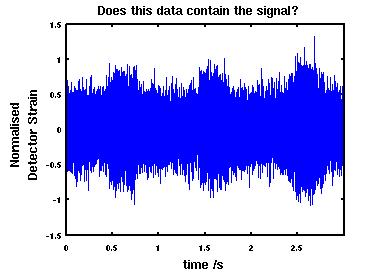 Does this data contain the signal?
1.5
1
0.5
0
-0.5
-1
-1.5
Normalised
Detector Strain
0 0.5 1 1.5 2 2.5
time /s